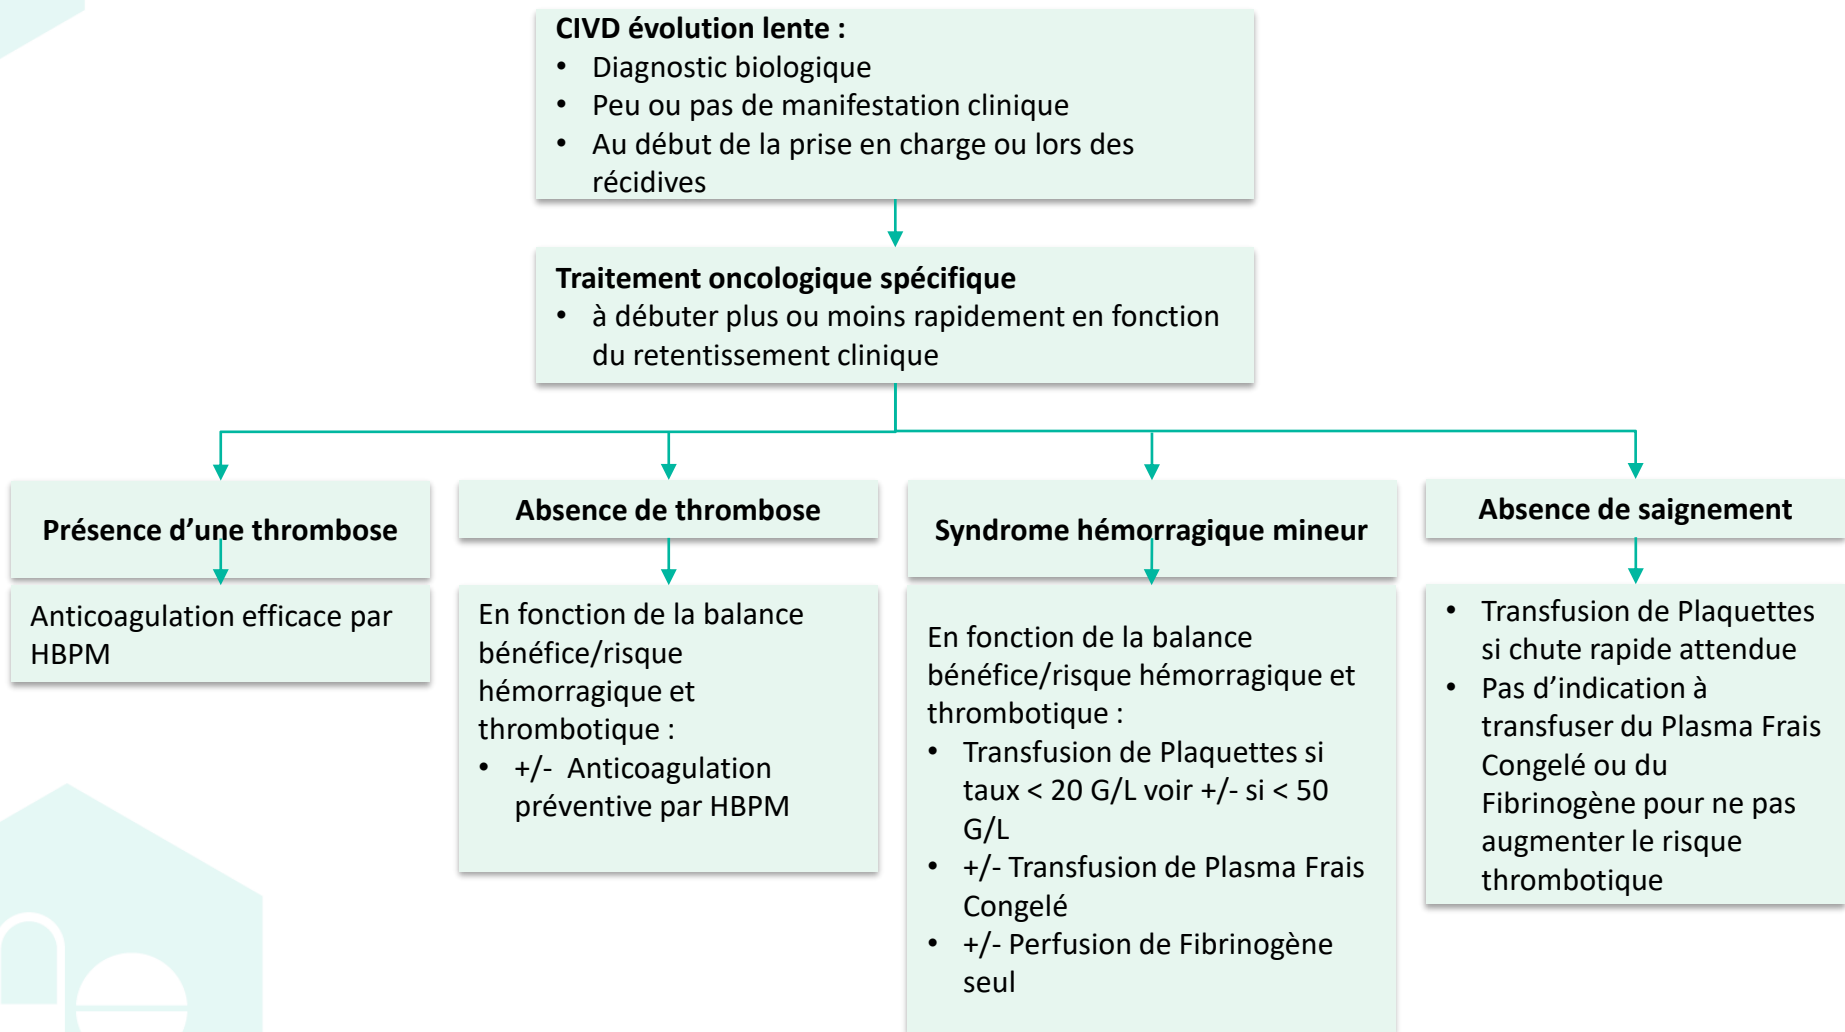 CIVD évolution lente :
• Diagnostic biologique
• Peu ou pas de manifestation clinique
• Au début de la prise en charge ou lors des
récidives
Traitement oncologique spécifique
• à débuter plus ou moins rapidement en fonction
du retentissement clinique
Présence d’une thrombose
Anticoagulation efficace par
HBPM
Absence de thrombose
En fonction de la balance
bénéfice/risque
hémorragique et
thrombotique :
• +/- Anticoagulation
préventive par HBPM
Syndrome hémorragique mineur
En fonction de la balance
bénéfice/risque hémorragique et
thrombotique :
• Transfusion de Plaquettes si
taux < 20 G/L voir +/- si < 50
G/L
• +/- Transfusion de Plasma Frais
Congelé
• +/- Perfusion de Fibrinogène
seul
Absence de saignement
• Transfusion de Plaquettes
si chute rapide attendue
• Pas d’indication à
transfuser du Plasma Frais
Congelé ou du
Fibrinogène pour ne pas
augmenter le risque
thrombotique